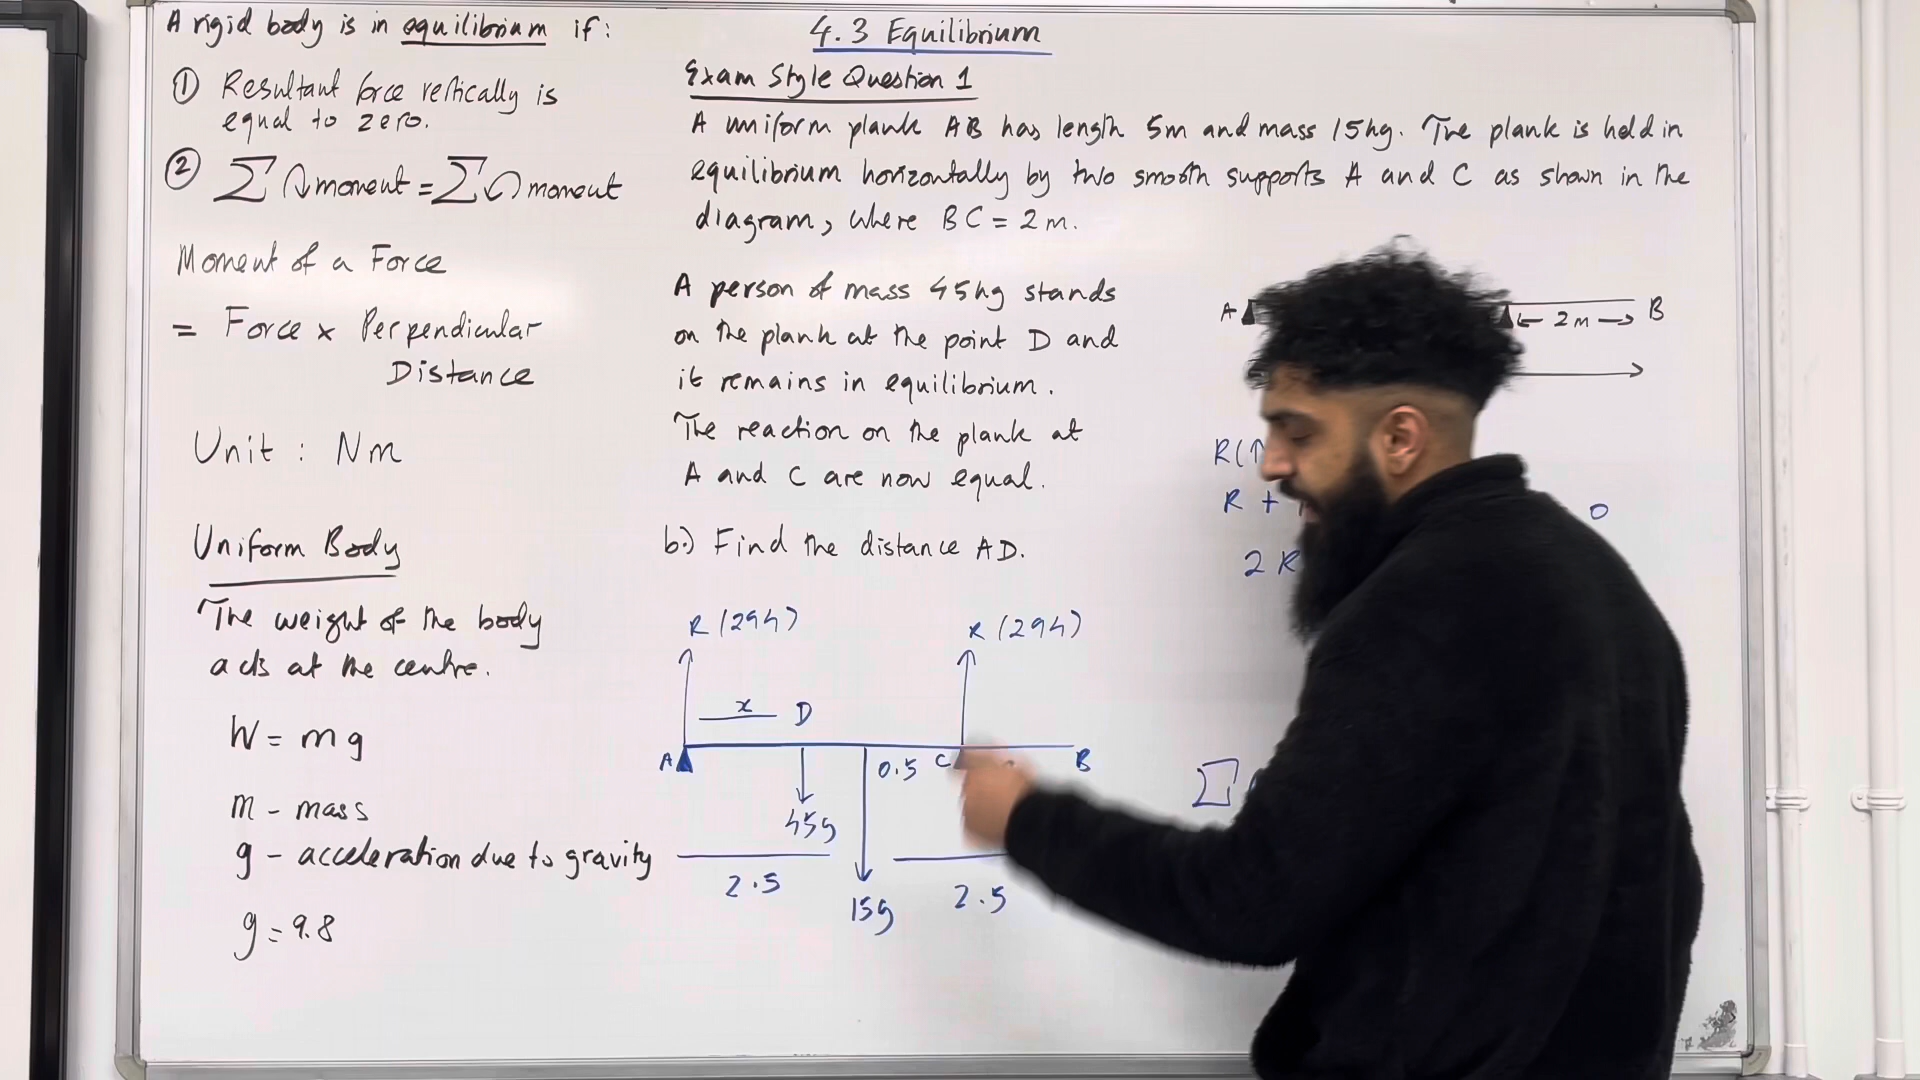 A rigid body is in equilibrium if:
① Resultant force vertically is
equal to zero.
② ∑↻moment = ∑↺moment
Moment of a Force
= Force × Perpendicular
Distance
Unit : Nm
Uniform Body
The weight of the body
acts at the centre.
W = mg
m - mass
g - acceleration due to gravity
g = 9.8
4.3 Equilibrium
Exam Style Question 1
A uniform plank AB has length 5m and mass 15kg. The plank is held in
equilibrium horizontally by two smooth supports A and C as shown in the
diagram, where BC = 2m.
A person of mass 45kg stands
on the plank at the point D and
it remains in equilibrium.
The reaction on the plank at
A and C are now equal.
b.) Find the distance AD.
R (294)
R (294)
x D
A 0.5 C B
45g
2.5
15g
2.5
A
← 2m → B
R(↑
R +
0
2R
∑